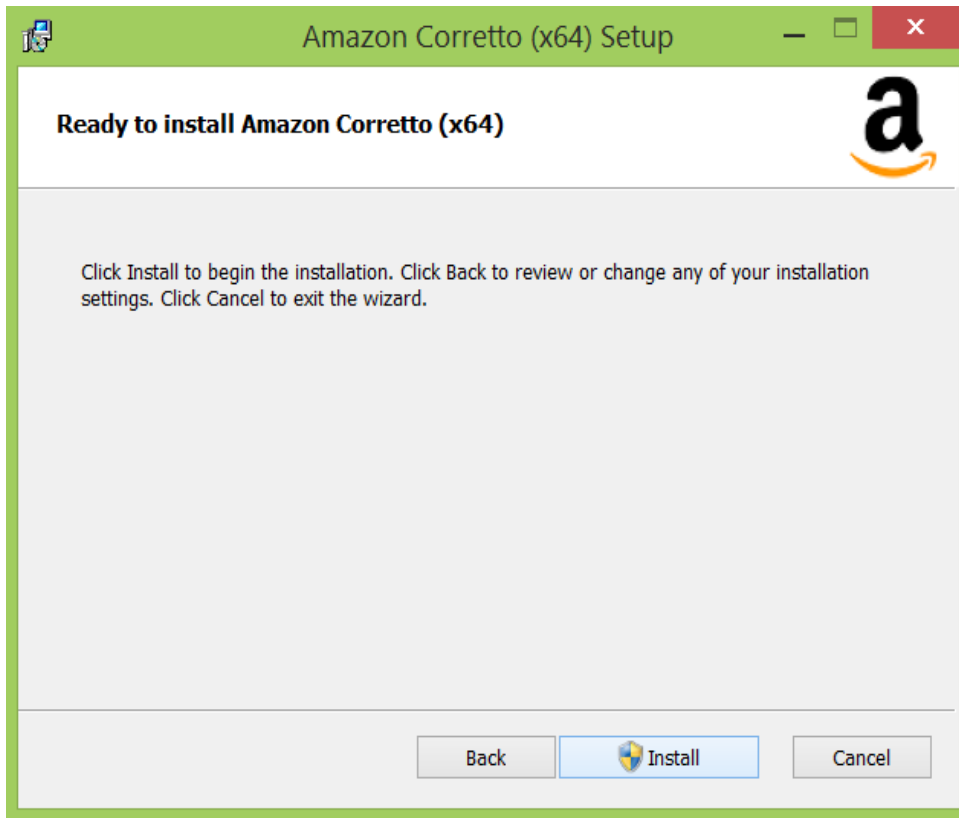 Amazon Corretto (x64) Setup
Ready to install Amazon Corretto (x64)
a
Click Install to begin the installation. Click Back to review or change any of your installation
settings. Click Cancel to exit the wizard.
Back
Install
Cancel